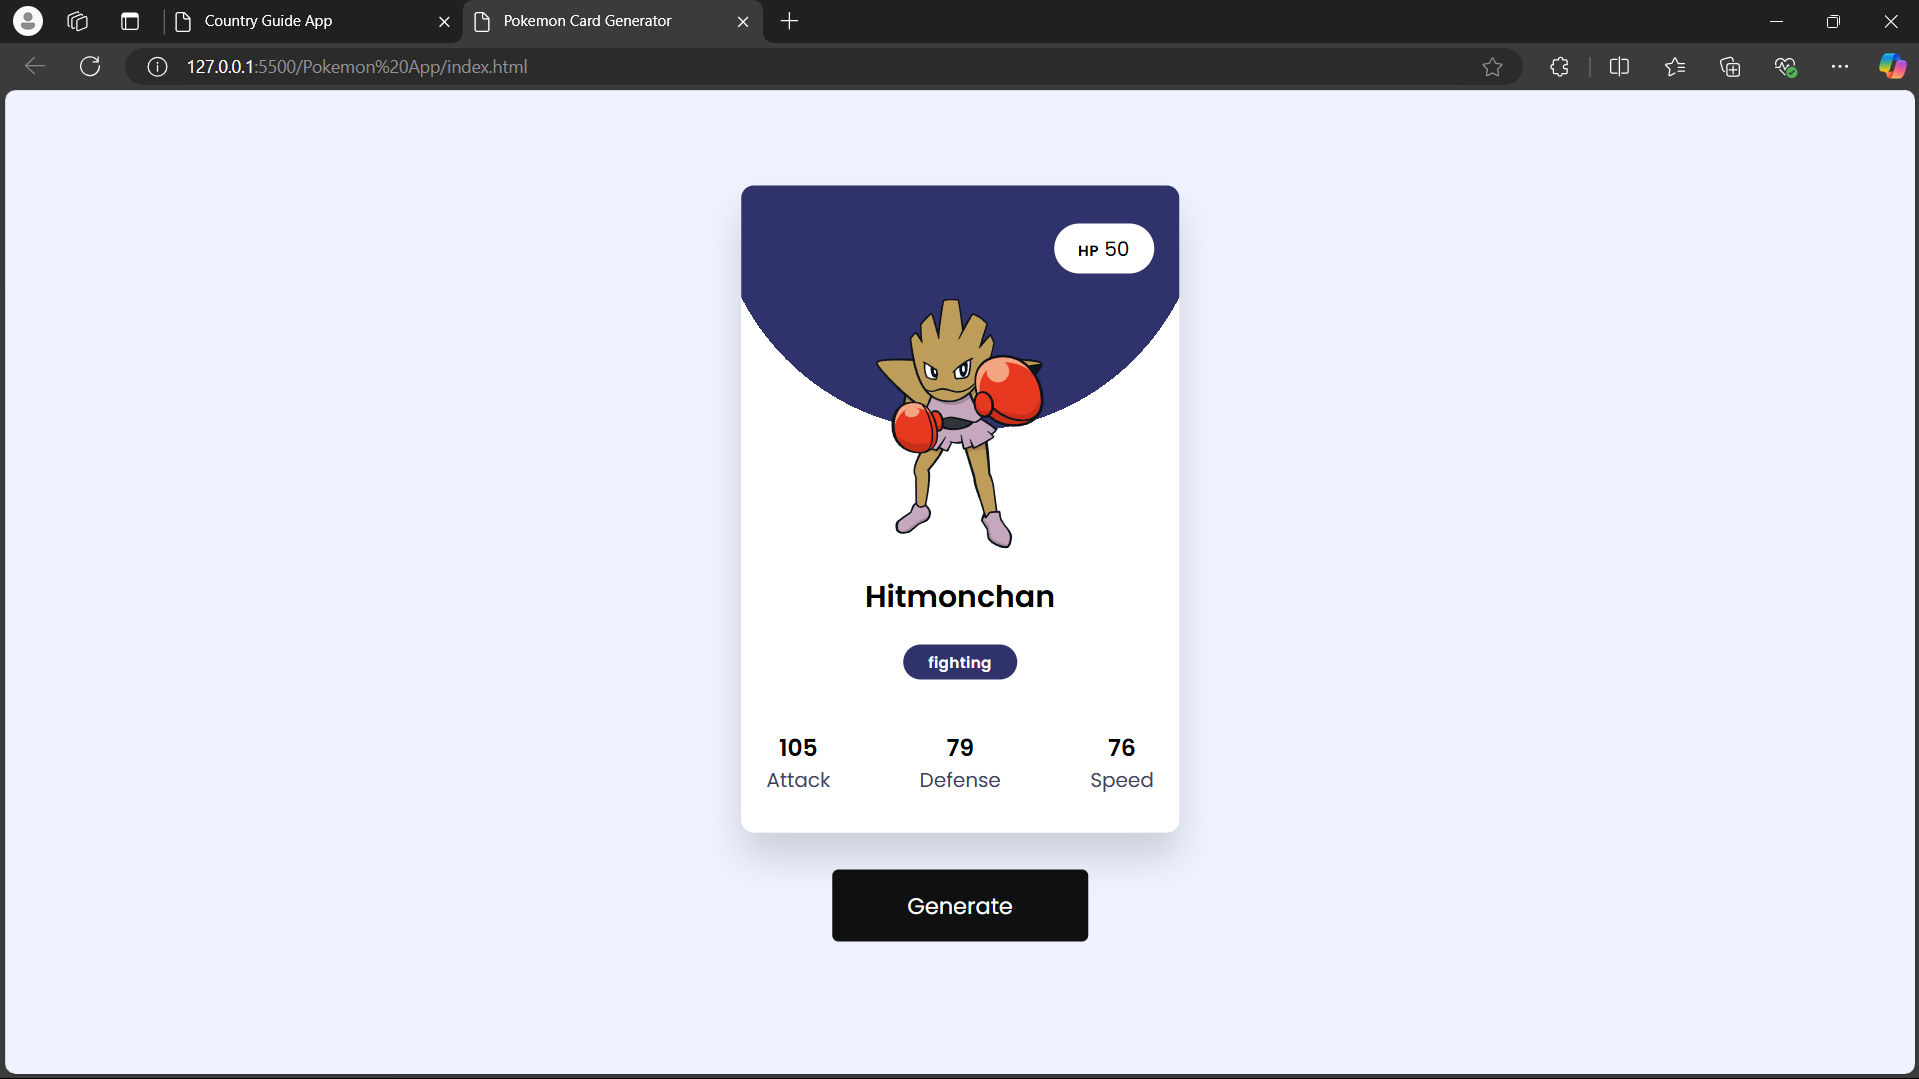 Country Guide App
Pokemon Card Generator
127.0.0.1:5500/Pokemon%20App/index.html
HP 50
Hitmonchan
fighting
105 79 76
Attack Defense Speed
Generate